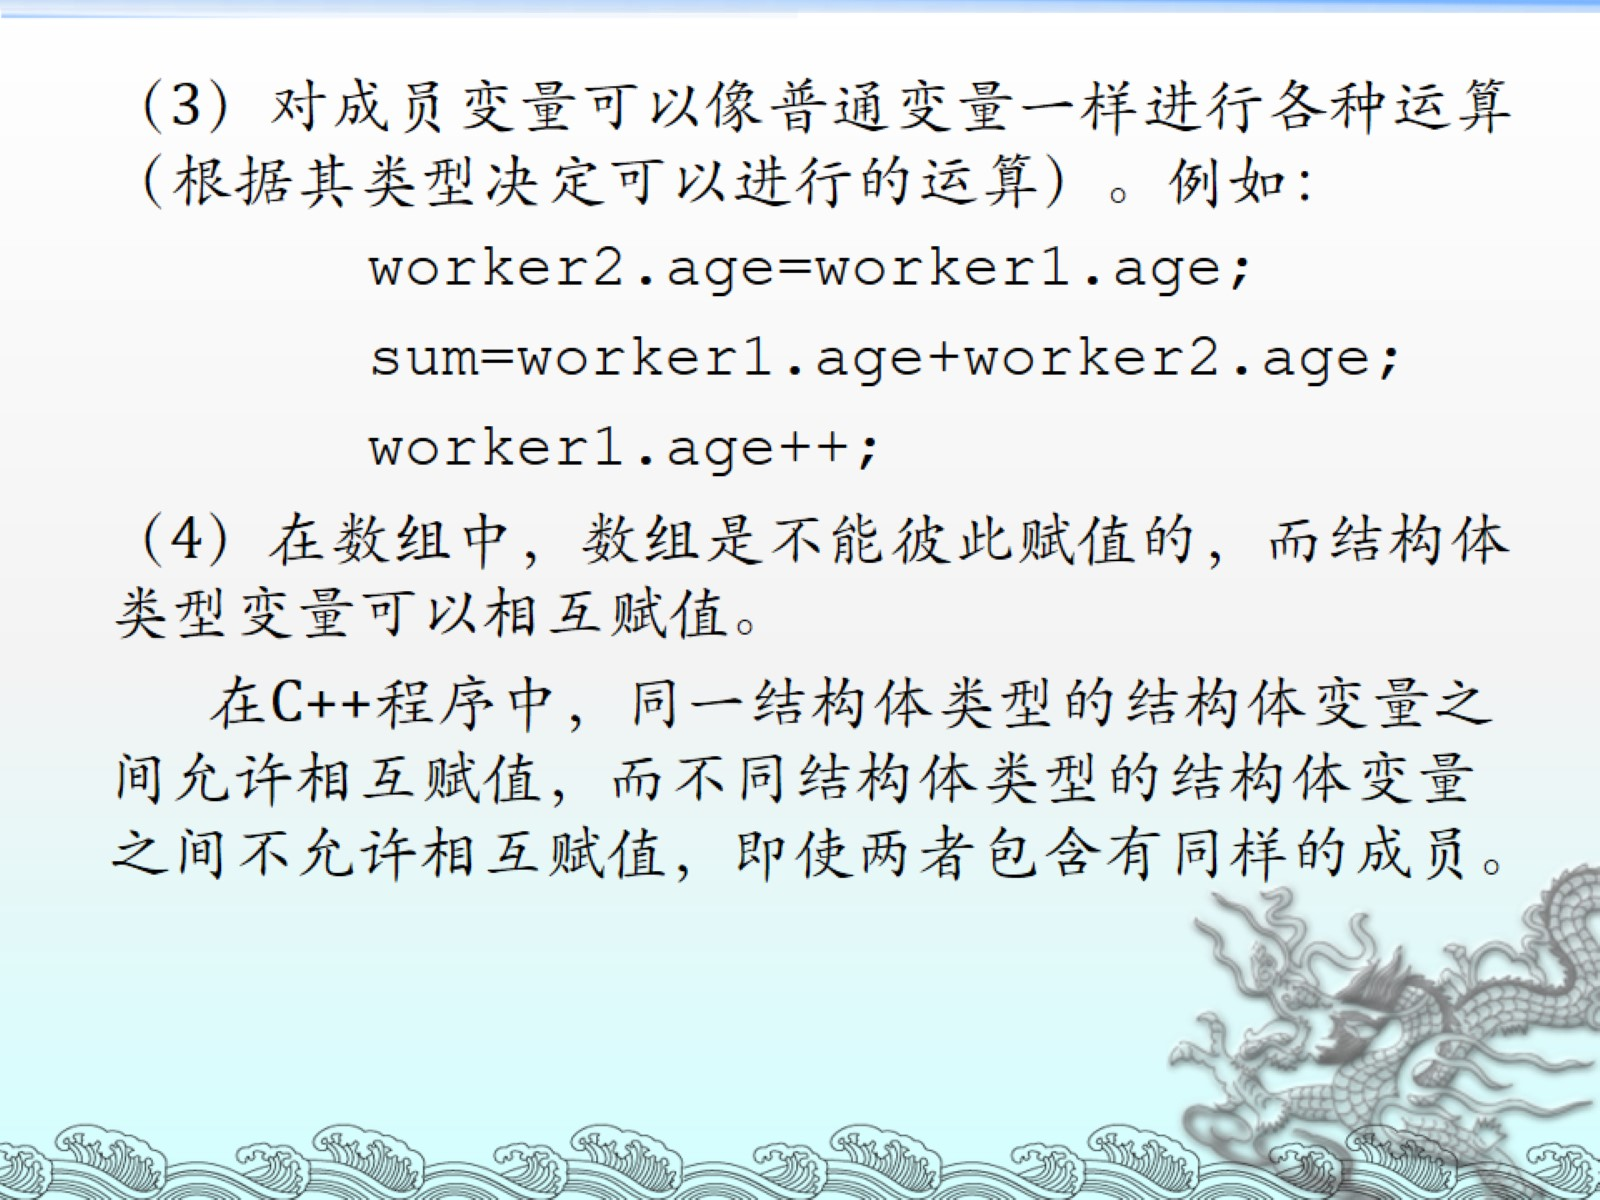 （3）对成员变量可以像普通变量一样进行各种运算
（根据其类型决定可以进行的运算）。例如：
worker2.age=worker1.age;
sum=worker1.age+worker2.age;
worker1.age++;
（4）在数组中，数组是不能彼此赋值的，而结构体
类型变量可以相互赋值。
在C++程序中，同一结构体类型的结构体变量之
间允许相互赋值，而不同结构体类型的结构体变量
之间不允许相互赋值，即使两者包含有同样的成员。